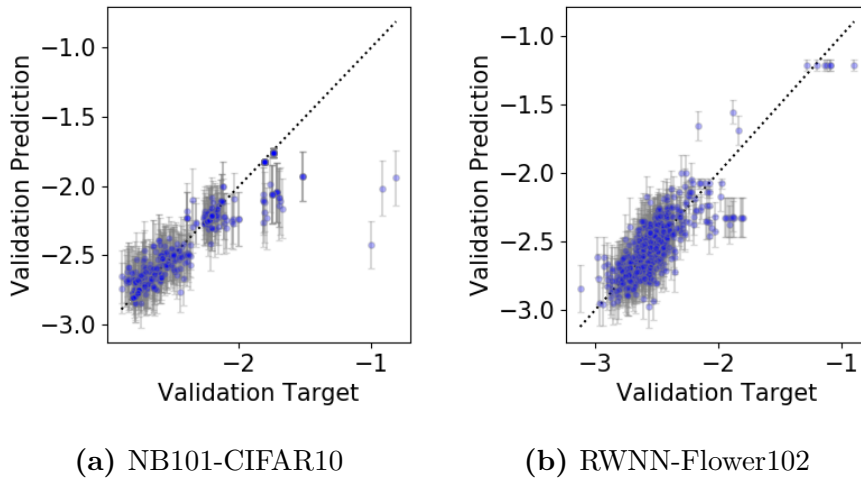 −1.0
−1.5
−2.0
−2.5
−3.0
Validation Prediction
−2
−1
Validation Target
(a) NB101-CIFAR10
−1.0
−1.5
−2.0
−2.5
−3.0
Validation Prediction
−3
−2
−1
Validation Target
(b) RWNN-Flower102